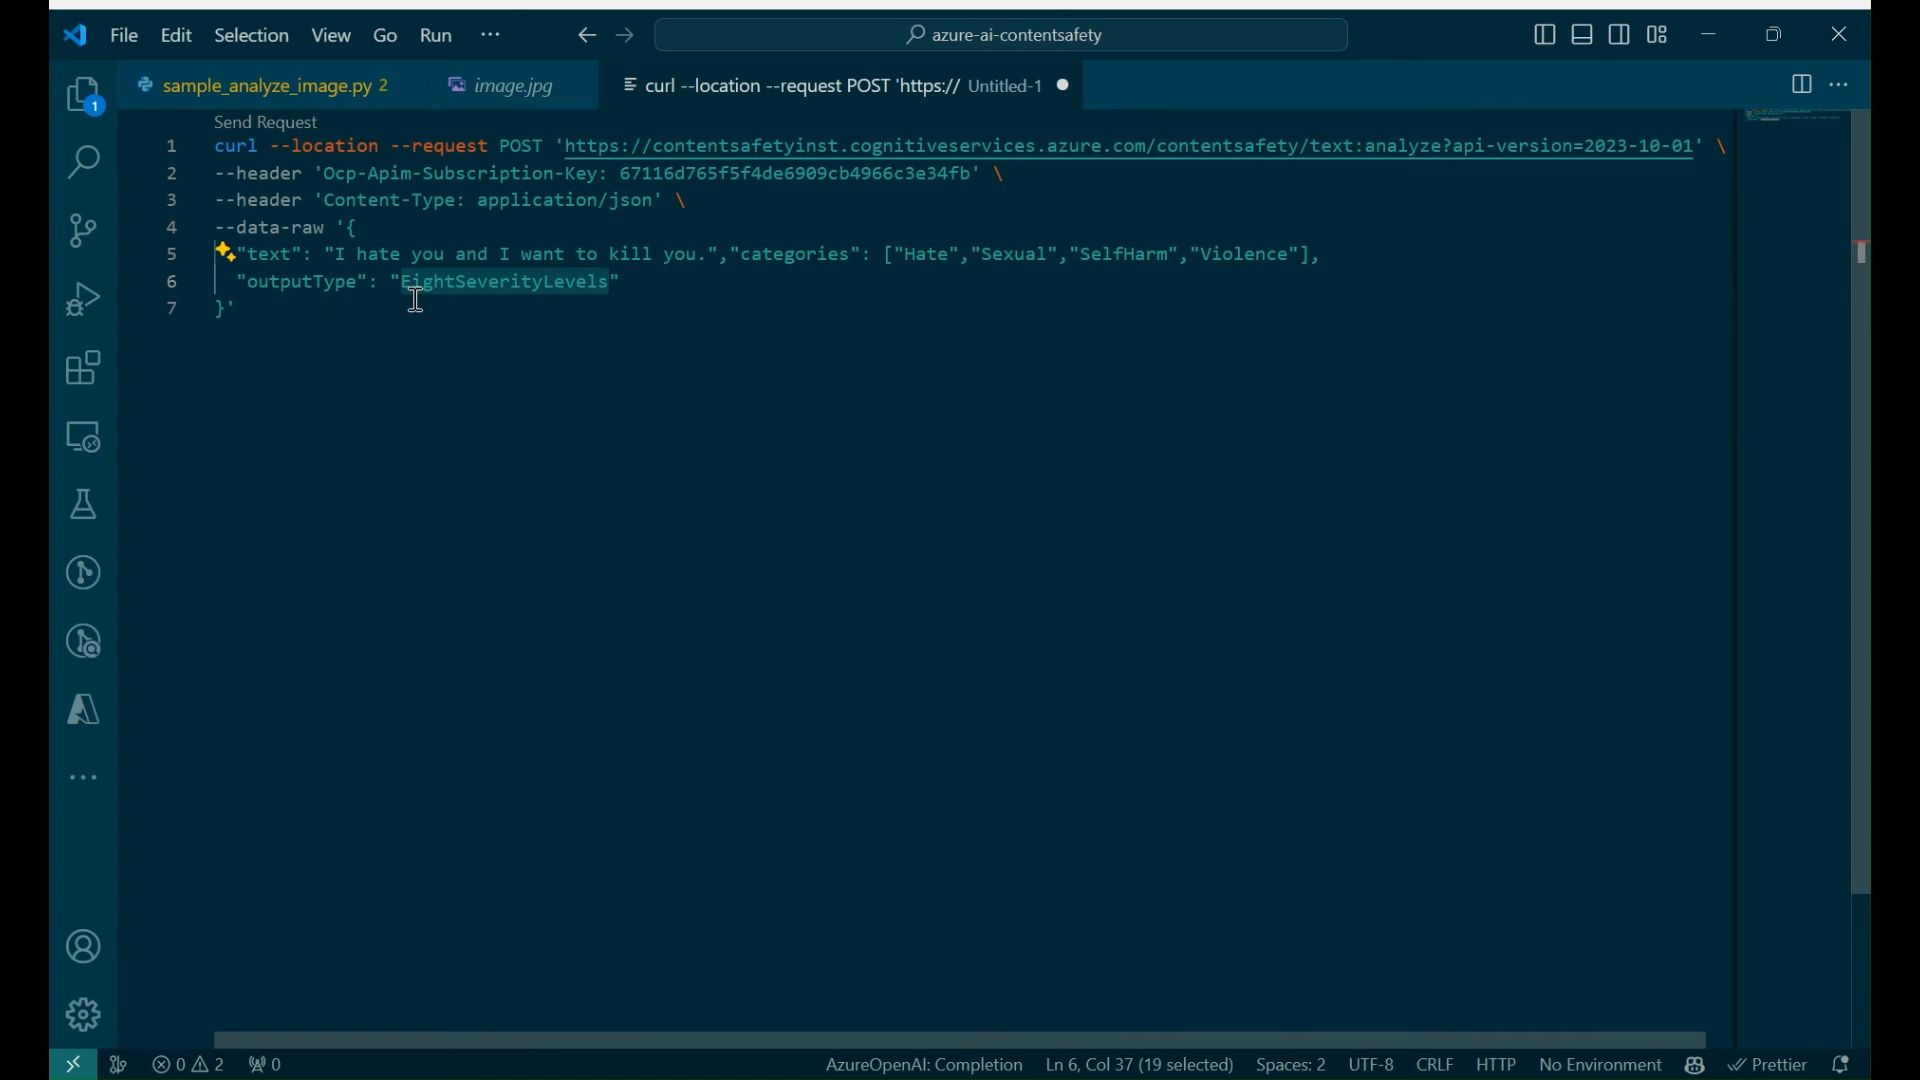 File Edit Selection View Go Run ··· azure-ai-contentsafety
1
sample_analyze_image.py 2 image.jpg curl --location --request POST 'https:// Untitled-1
Send Request
1 curl --location --request POST 'https://contentsafetyinst.cognitiveservices.azure.com/contentsafety/text:analyze?api-version=2023-10-01' \
2 --header 'Ocp-Apim-Subscription-Key: 67116d765f5f4de6909cb4966c3e34fb' \
3 --header 'Content-Type: application/json' \
4 --data-raw '{
5 "text": "I hate you and I want to kill you.","categories": ["Hate","Sexual","SelfHarm","Violence"],
6 "outputType": "EightSeverityLevels"
7 }'
0 2 0 AzureOpenAI: Completion Ln 6, Col 37 (19 selected) Spaces: 2 UTF-8 CRLF HTTP No Environment Prettier